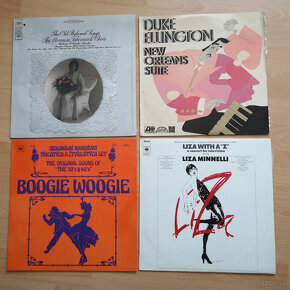 The Old Beloved Songs
The Mormon Tabernacle Choir
DUKE ELLINGTON
NEW ORLEANS
SUITE
ORIGINÁLNÍ NAHRÁVKY
TŘICÁTÝCH A ČTYŘICÁTÝCH LET
THE ORIGINAL SOUND OF
"THE 30's & 40's"
BOOGIE WOOGIE
LIZA WITH A "Z"
A concert for television
LIZA MINNELLI
LiZa